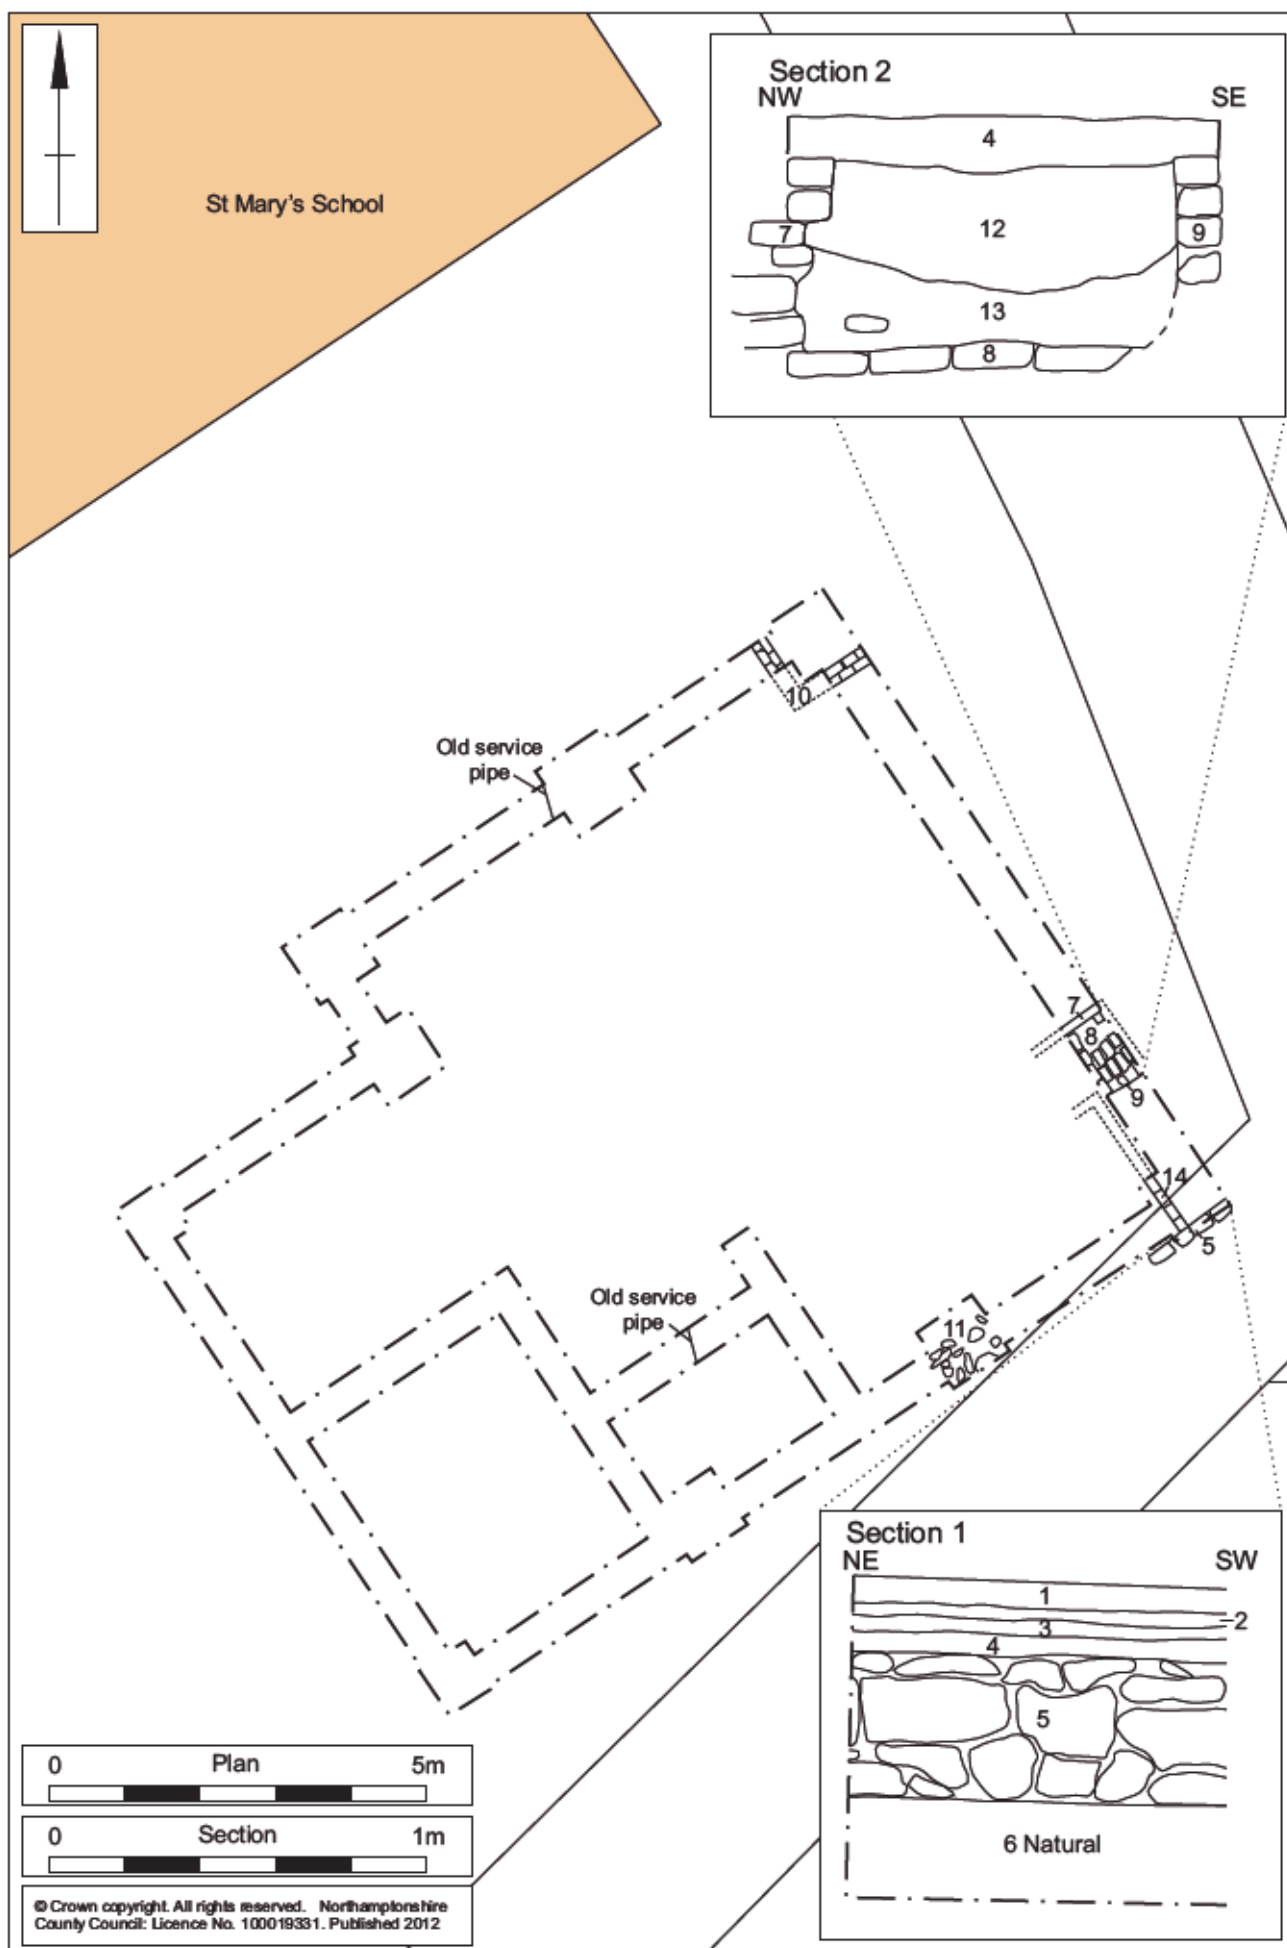 Section 2
NW SE
4
7 12 9
13
8
St Mary's School
10
Old service
pipe
7
8
9
14
5
Old service
pipe
11
Section 1
NE SW
1
2
3
4
5
6 Natural
0 Plan 5m
0 Section 1m
© Crown copyright. All rights reserved. Northamptonshire
County Council: Licence No. 100019331. Published 2012